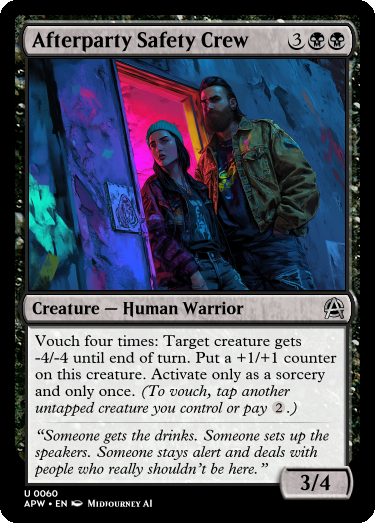 Afterparty Safety Crew 3
Creature — Human Warrior
Vouch four times: Target creature gets
-4/-4 until end of turn. Put a +1/+1 counter
on this creature. Activate only as a sorcery
and only once. (To vouch, tap another
untapped creature you control or pay 2.)
“Someone gets the drinks. Someone sets up the
speakers. Someone stays alert and deals with
people who really shouldn’t be here.”
3/4
U 0060
APW • EN Midjourney AI